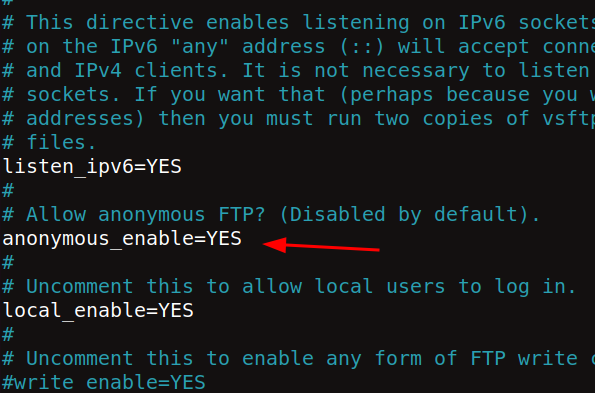 #
# This directive enables listening on IPv6 sockets
# on the IPv6 "any" address (::) will accept conne
# and IPv4 clients. It is not necessary to listen
# sockets. If you want that (perhaps because you w
# addresses) then you must run two copies of vsftp
# files.
listen_ipv6=YES
#
# Allow anonymous FTP? (Disabled by default).
anonymous_enable=YES
#
# Uncomment this to allow local users to log in.
local_enable=YES
#
# Uncomment this to enable any form of FTP write c
#write_enable=YES